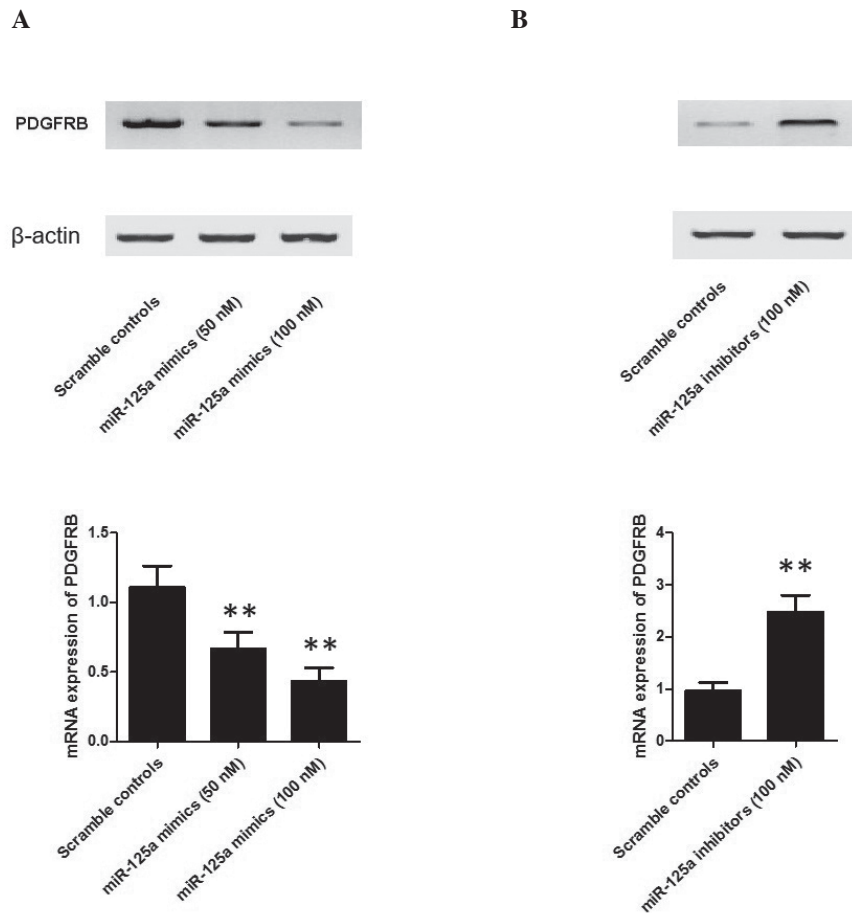 A
B
PDGFRB
β-actin
Scramble controls
miR-125a mimics (50 nM)
miR-125a mimics (100 nM)
Scramble controls
miR-125a inhibitors (100 nM)
mRNA expression of PDGFRB
1.5
1.0
0.5
0.0
**
**
Scramble controls
miR-125a mimics (50 nM)
miR-125a mimics (100 nM)
mRNA expression of PDGFRB
4
3
2
1
0
**
Scramble controls
miR-125a inhibitors (100 nM)